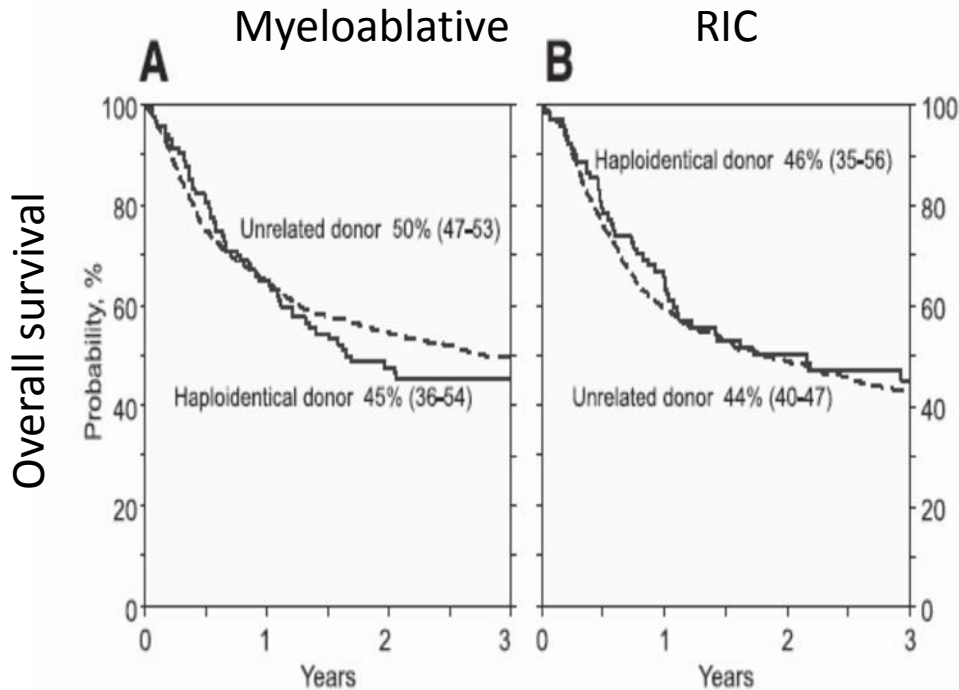 Myeloablative
RIC
A
B
Overall survival
Probability, %
100
80
60
40
20
0
Unrelated donor 50% (47-53)
Haploidentical donor 45% (36-54)
0 1 2 3
Years
Haploidentical donor 46% (35-56)
Unrelated donor 44% (40-47)
100
80
60
40
20
0
0 1 2 3
Years